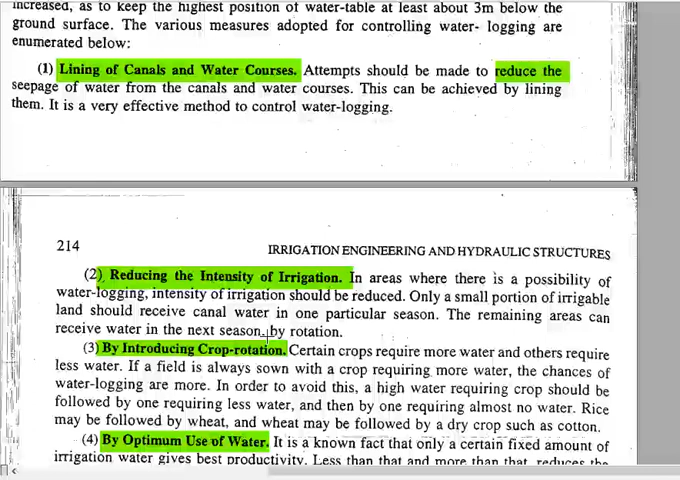 increased, as to keep the highest position of water-table at least about 3m below the
ground surface. The various measures adopted for controlling water- logging are
enumerated below:
(1) Lining of Canals and Water Courses. Attempts should be made to reduce the
seepage of water from the canals and water courses. This can be achieved by lining
them. It is a very effective method to control water-logging.
214
IRRIGATION ENGINEERING AND HYDRAULIC STRUCTURES
(2) Reducing the Intensity of Irrigation. In areas where there is a possibility of
water-logging, intensity of irrigation should be reduced. Only a small portion of irrigable
land should receive canal water in one particular season. The remaining areas can
receive water in the next season, by rotation.
(3) By Introducing Crop-rotation. Certain crops require more water and others require
less water. If a field is always sown with a crop requiring more water, the chances of
water-logging are more. In order to avoid this, a high water requiring crop should be
followed by one requiring less water, and then by one requiring almost no water. Rice
may be followed by wheat, and wheat may be followed by a dry crop such as cotton.
(4) By Optimum Use of Water. It is a known fact that only a certain fixed amount of
irrigation water gives best productivity. Less than that and more than that, reduces the